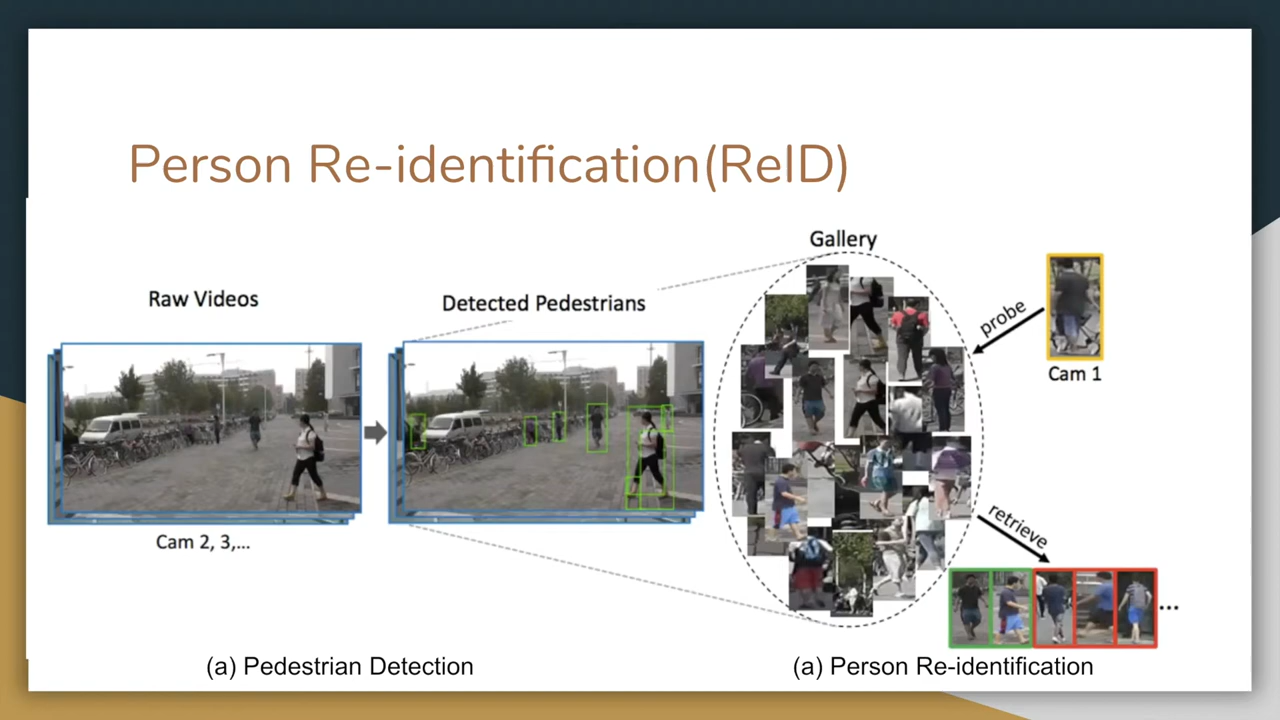 Person Re-identification(ReID)
Raw Videos
Detected Pedestrians
Gallery
probe
Cam 1
Cam 2, 3,...
retrieve
...
(a) Pedestrian Detection
(a) Person Re-identification